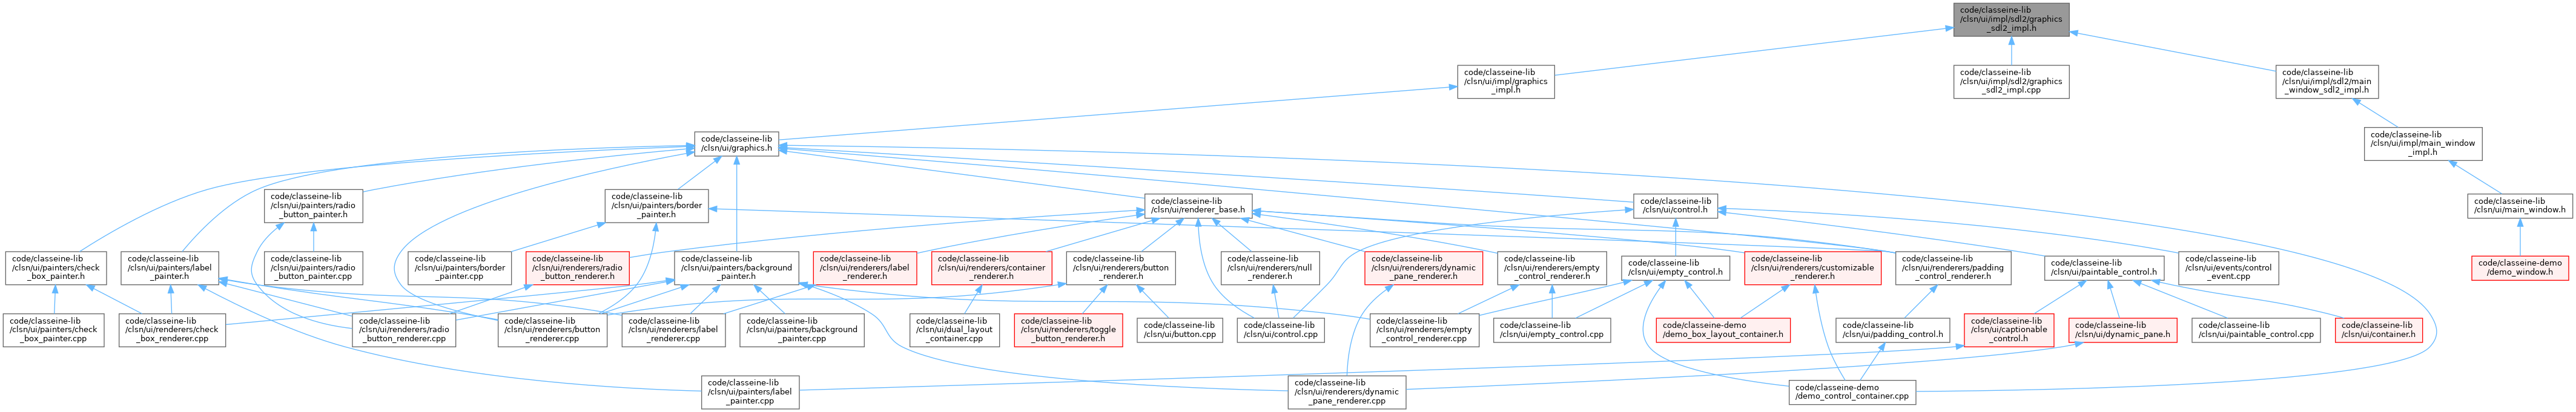 code/classeine-lib
/clsn/ui/impl/sdl2/graphics
_sdl2_impl.h
code/classeine-lib
/clsn/ui/impl/graphics
_impl.h
code/classeine-lib
/clsn/ui/impl/sdl2/graphics
_sdl2_impl.cpp
code/classeine-lib
/clsn/ui/impl/sdl2/main
_window_sdl2_impl.h
code/classeine-lib
/clsn/ui/graphics.h
code/classeine-lib
/clsn/ui/impl/main_window
_impl.h
code/classeine-lib
/clsn/ui/painters/radio
_button_painter.h
code/classeine-lib
/clsn/ui/painters/border
_painter.h
code/classeine-lib
/clsn/ui/renderer_base.h
code/classeine-lib
/clsn/ui/control.h
code/classeine-lib
/clsn/ui/main_window.h
code/classeine-lib
/clsn/ui/painters/check
_box_painter.h
code/classeine-lib
/clsn/ui/painters/label
_painter.h
code/classeine-lib
/clsn/ui/painters/radio
_button_painter.cpp
code/classeine-lib
/clsn/ui/painters/border
_painter.cpp
code/classeine-lib
/clsn/ui/renderers/radio
_button_renderer.h
code/classeine-lib
/clsn/ui/painters/background
_painter.h
code/classeine-lib
/clsn/ui/renderers/label
_renderer.h
code/classeine-lib
/clsn/ui/renderers/container
_renderer.h
code/classeine-lib
/clsn/ui/renderers/button
_renderer.h
code/classeine-lib
/clsn/ui/renderers/null
_renderer.h
code/classeine-lib
/clsn/ui/renderers/dynamic
_pane_renderer.h
code/classeine-lib
/clsn/ui/renderers/empty
_control_renderer.h
code/classeine-lib
/clsn/ui/empty_control.h
code/classeine-lib
/clsn/ui/renderers/customizable
_renderer.h
code/classeine-lib
/clsn/ui/renderers/padding
_control_renderer.h
code/classeine-lib
/clsn/ui/paintable_control.h
code/classeine-lib
/clsn/ui/events/control
_event.cpp
code/classeine-demo
/demo_window.h
code/classeine-lib
/clsn/ui/painters/check
_box_painter.cpp
code/classeine-lib
/clsn/ui/renderers/check
_box_renderer.cpp
code/classeine-lib
/clsn/ui/renderers/radio
_button_renderer.cpp
code/classeine-lib
/clsn/ui/renderers/button
_renderer.cpp
code/classeine-lib
/clsn/ui/renderers/label
_renderer.cpp
code/classeine-lib
/clsn/ui/painters/background
_painter.cpp
code/classeine-lib
/clsn/ui/dual_layout
_container.cpp
code/classeine-lib
/clsn/ui/renderers/toggle
_button_renderer.h
code/classeine-lib
/clsn/ui/button.cpp
code/classeine-lib
/clsn/ui/control.cpp
code/classeine-lib
/clsn/ui/renderers/empty
_control_renderer.cpp
code/classeine-lib
/clsn/ui/empty_control.cpp
code/classeine-demo
/demo_box_layout_container.h
code/classeine-lib
/clsn/ui/padding_control.h
code/classeine-lib
/clsn/ui/captionable
_control.h
code/classeine-lib
/clsn/ui/dynamic_pane.h
code/classeine-lib
/clsn/ui/paintable_control.cpp
code/classeine-lib
/clsn/ui/container.h
code/classeine-lib
/clsn/ui/painters/label
_painter.cpp
code/classeine-lib
/clsn/ui/renderers/dynamic
_pane_renderer.cpp
code/classeine-demo
/demo_control_container.cpp